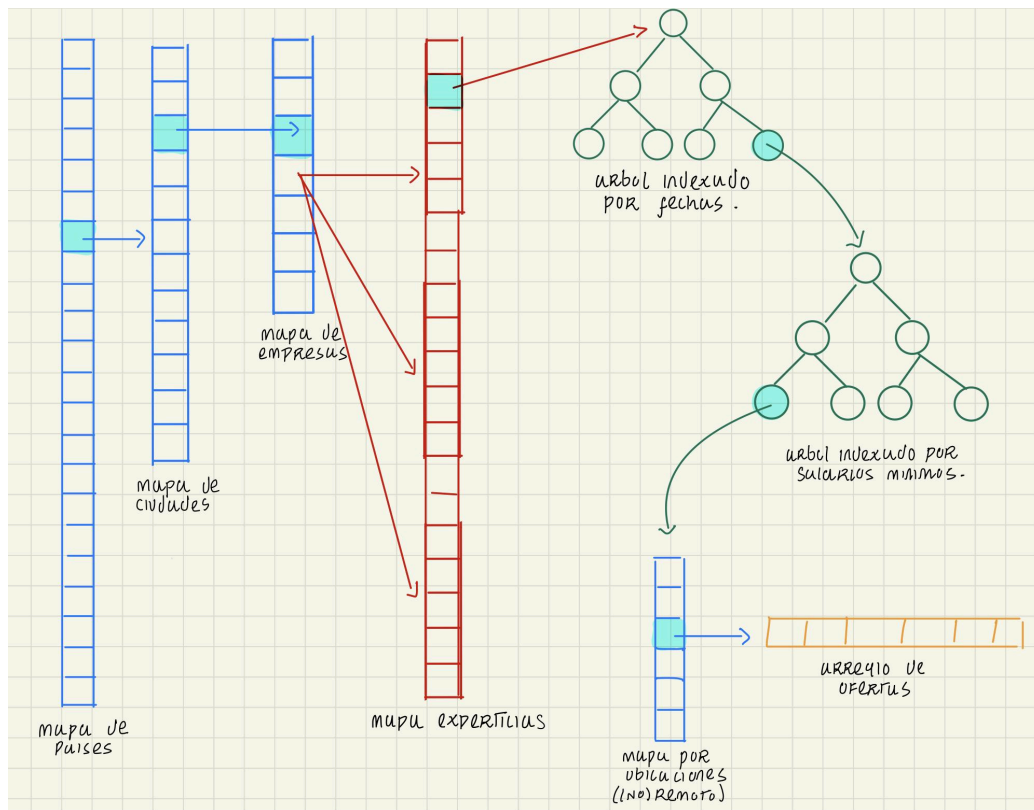 arbol indexado
por fechas.
mapa de
empresas
arbol indexado por
salarios minimos.
mapa de
ciudades
mapa de
paises
mapa experticias
arreglo de
ofertas
mapa por
ubicaciones
((no) remoto)